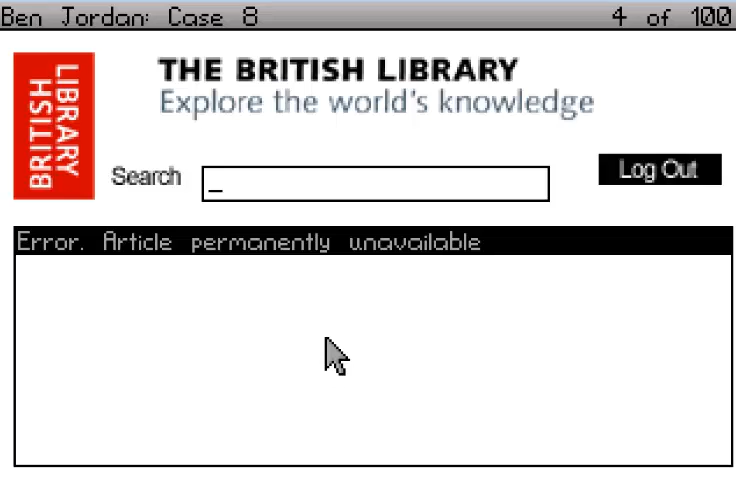 Ben Jordan: Case 8
4 of 100
BRITISH
LIBRARY
THE BRITISH LIBRARY
Explore the world's knowledge
Search
_
Log Out
Error. Article permanently unavailable